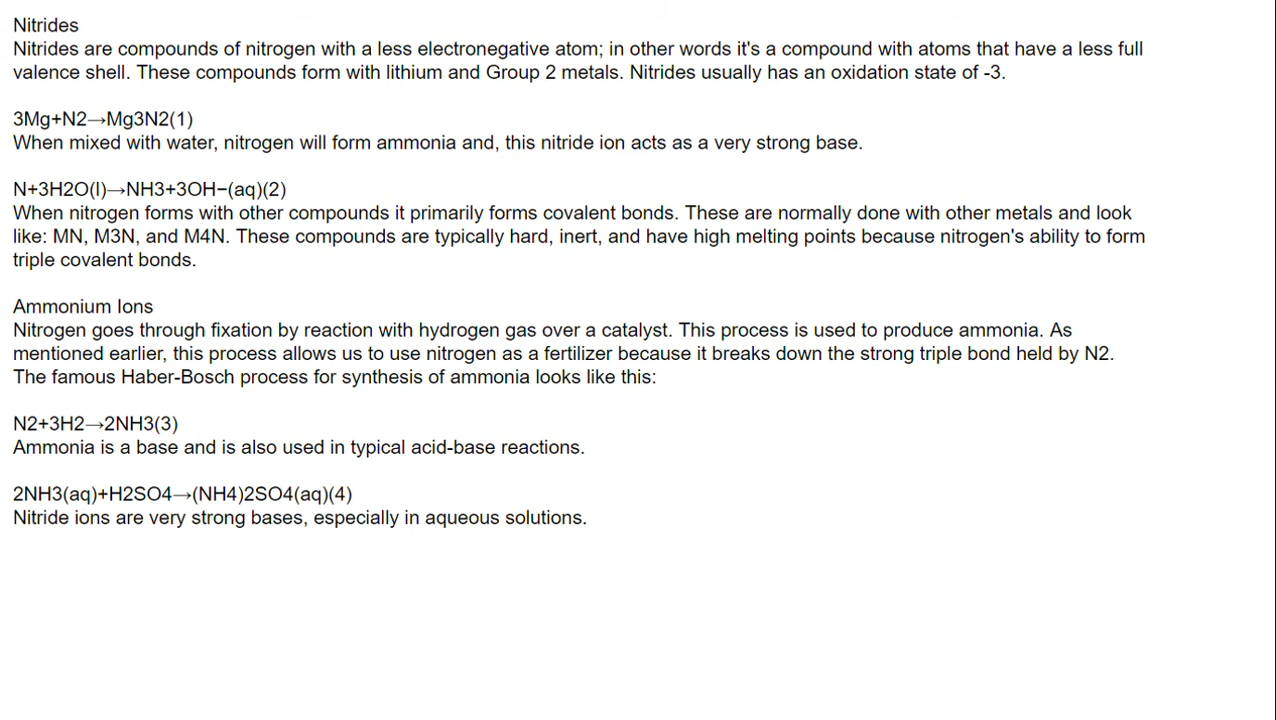 Nitrides
Nitrides are compounds of nitrogen with a less electronegative atom; in other words it's a compound with atoms that have a less full
valence shell. These compounds form with lithium and Group 2 metals. Nitrides usually has an oxidation state of -3.
3Mg+N2→Mg3N2(1)
When mixed with water, nitrogen will form ammonia and, this nitride ion acts as a very strong base.
N+3H2O(l)→NH3+3OH−(aq)(2)
When nitrogen forms with other compounds it primarily forms covalent bonds. These are normally done with other metals and look
like: MN, M3N, and M4N. These compounds are typically hard, inert, and have high melting points because nitrogen's ability to form
triple covalent bonds.
Ammonium Ions
Nitrogen goes through fixation by reaction with hydrogen gas over a catalyst. This process is used to produce ammonia. As
mentioned earlier, this process allows us to use nitrogen as a fertilizer because it breaks down the strong triple bond held by N2.
The famous Haber-Bosch process for synthesis of ammonia looks like this:
N2+3H2→2NH3(3)
Ammonia is a base and is also used in typical acid-base reactions.
2NH3(aq)+H2SO4→(NH4)2SO4(aq)(4)
Nitride ions are very strong bases, especially in aqueous solutions.